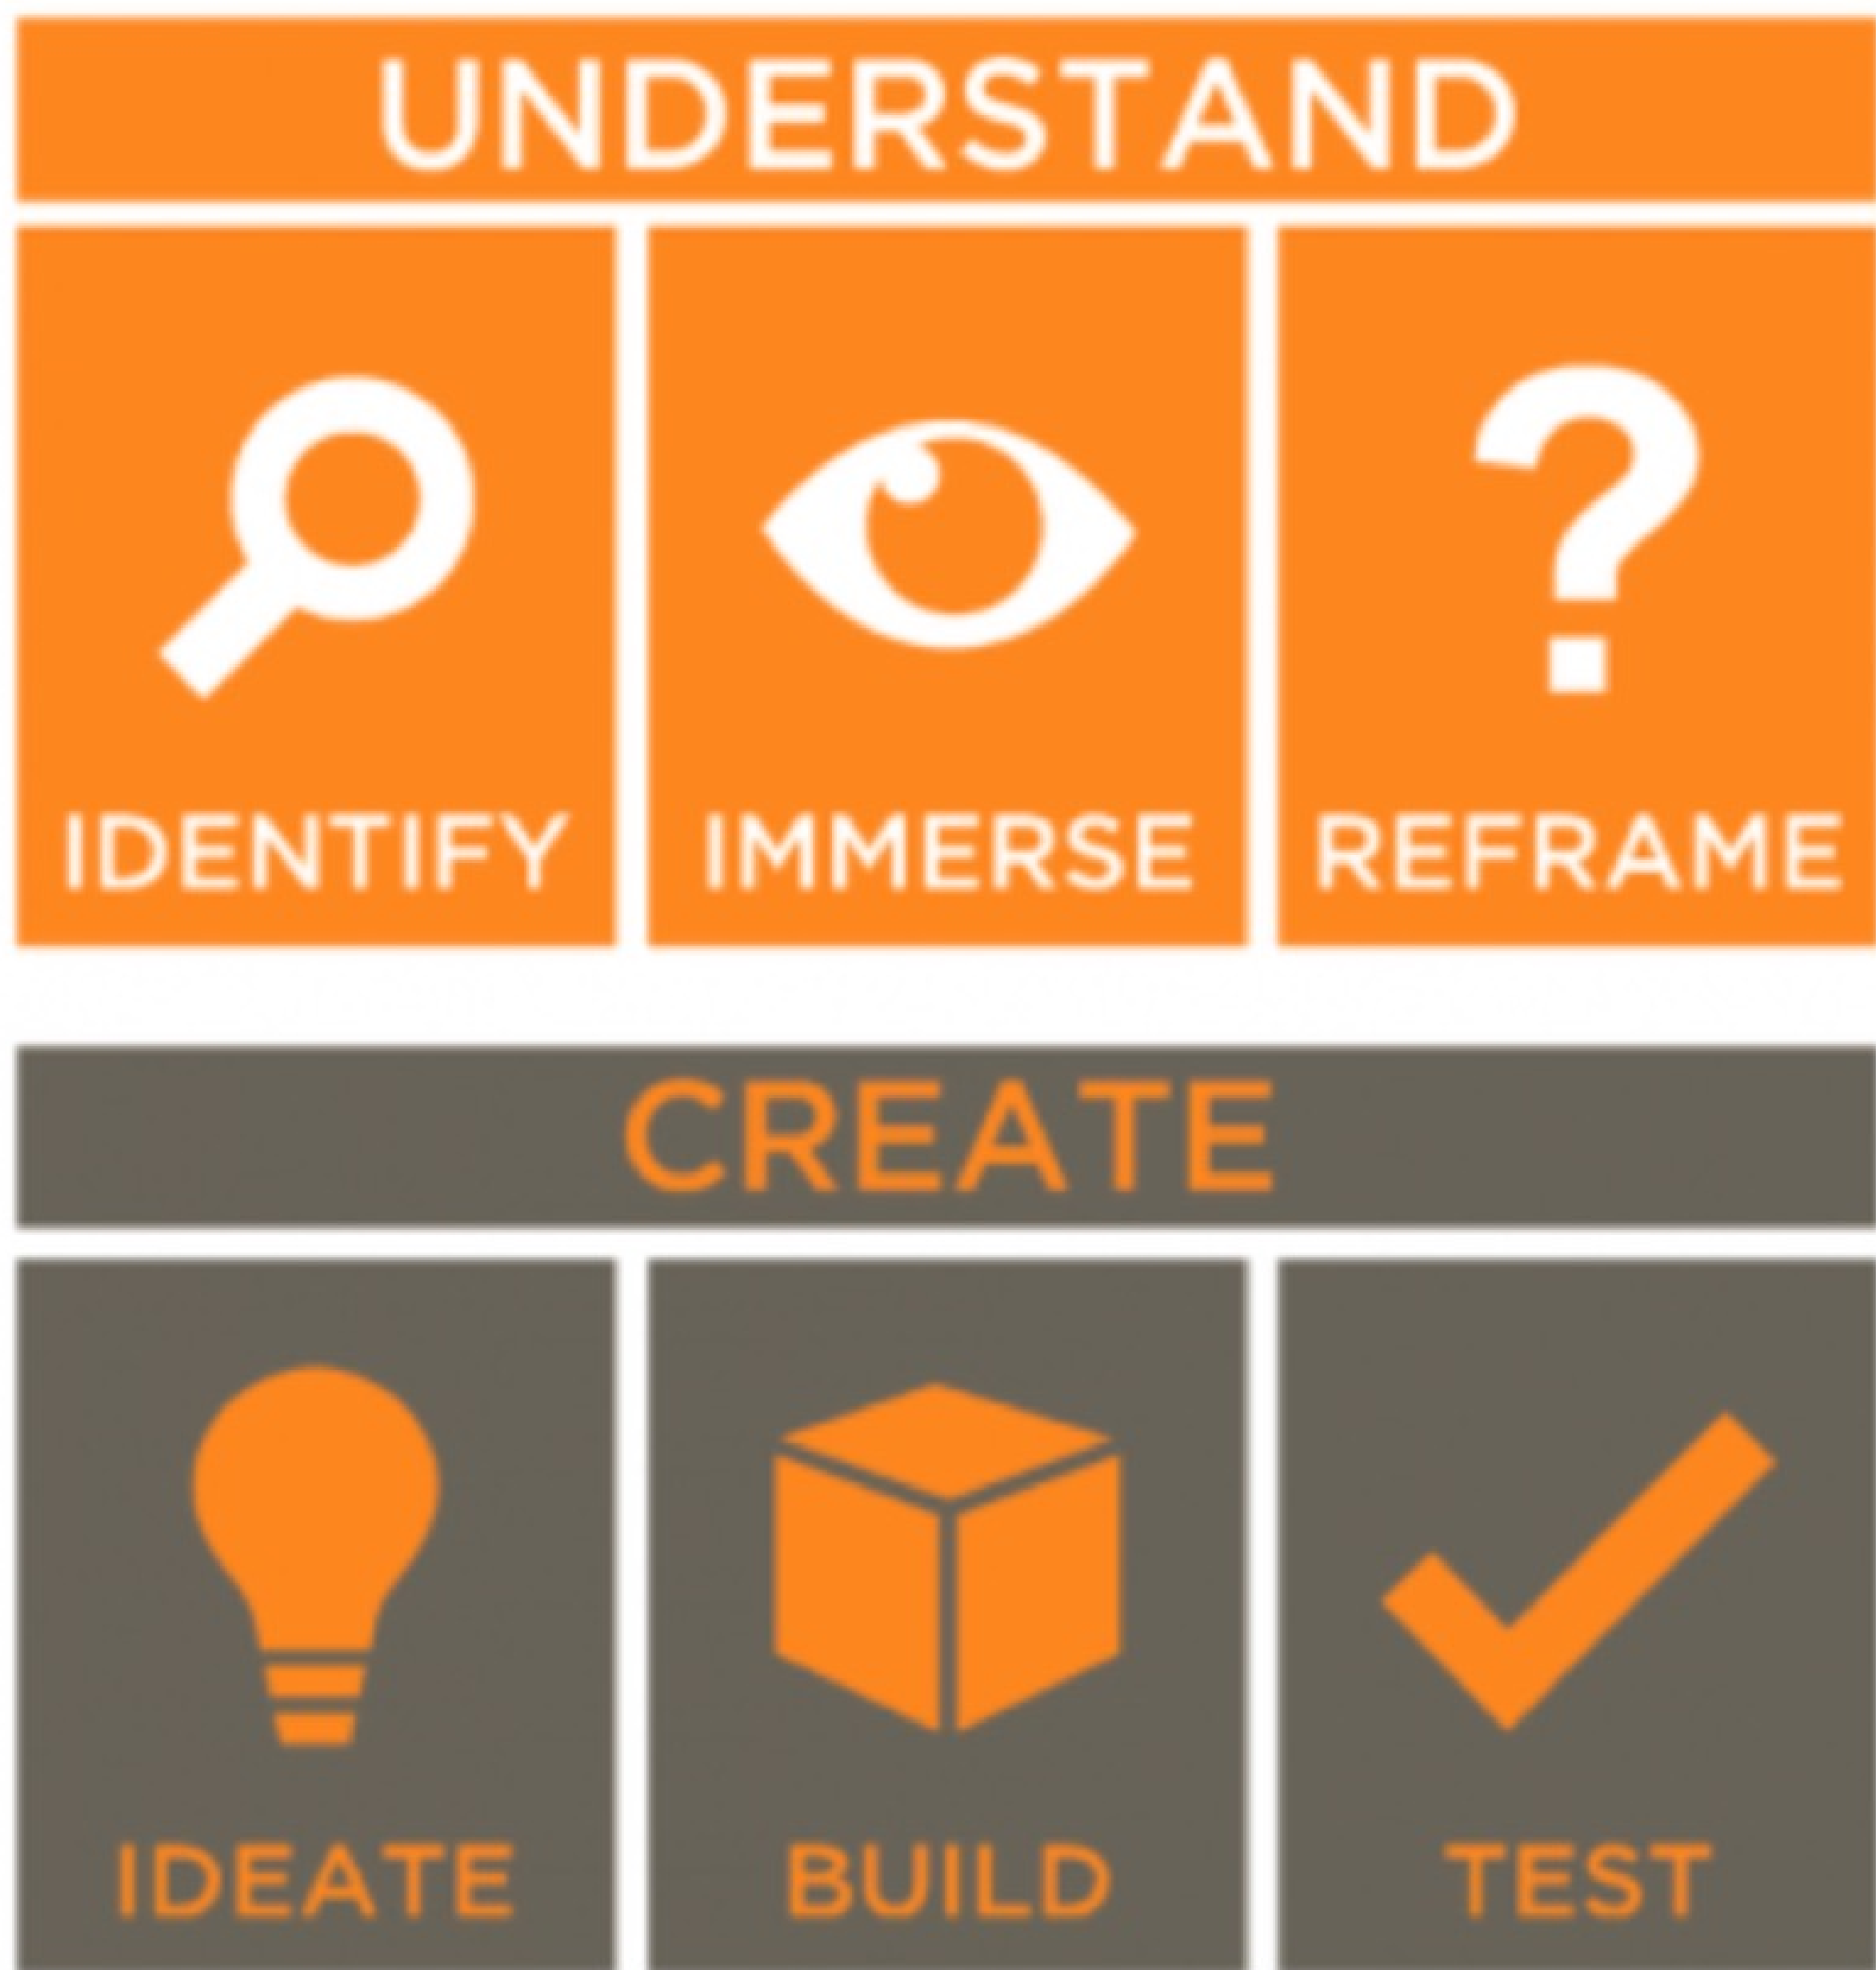 UNDERSTAND
?
IDENTIFY IMMERSE REFRAME
CREATE
IDEATE BUILD TEST